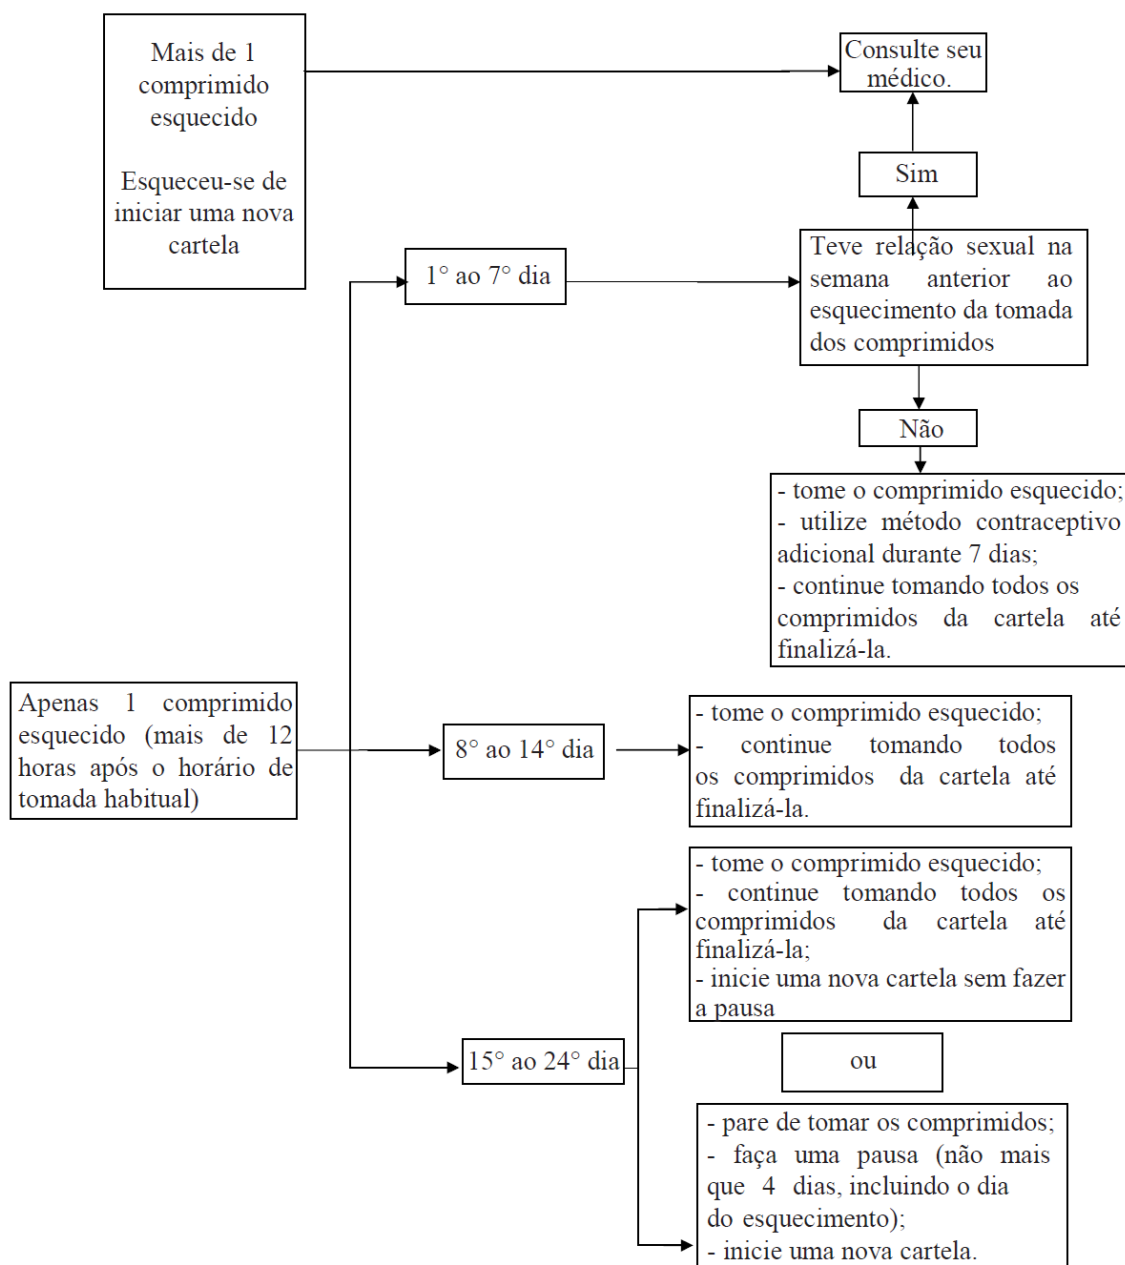 Mais de 1
comprimido
esquecido
Esqueceu-se de
iniciar uma nova
cartela
Consulte seu
médico.
Sim
Teve relação sexual na
semana anterior ao
esquecimento da tomada
dos comprimidos
1° ao 7° dia
Não
- tome o comprimido esquecido;
- utilize método contraceptivo
adicional durante 7 dias;
- continue tomando todos os
comprimidos da cartela até
finalizá-la.
Apenas 1 comprimido
esquecido (mais de 12
horas após o horário de
tomada habitual)
8° ao 14° dia
- tome o comprimido esquecido;
- continue tomando todos
os comprimidos da cartela até
finalizá-la.
15° ao 24° dia
- tome o comprimido esquecido;
- continue tomando todos os
comprimidos da cartela até
finalizá-la;
- inicie uma nova cartela sem fazer
a pausa
ou
- pare de tomar os comprimidos;
- faça uma pausa (não mais
que 4 dias, incluindo o dia
do esquecimento);
- inicie uma nova cartela.